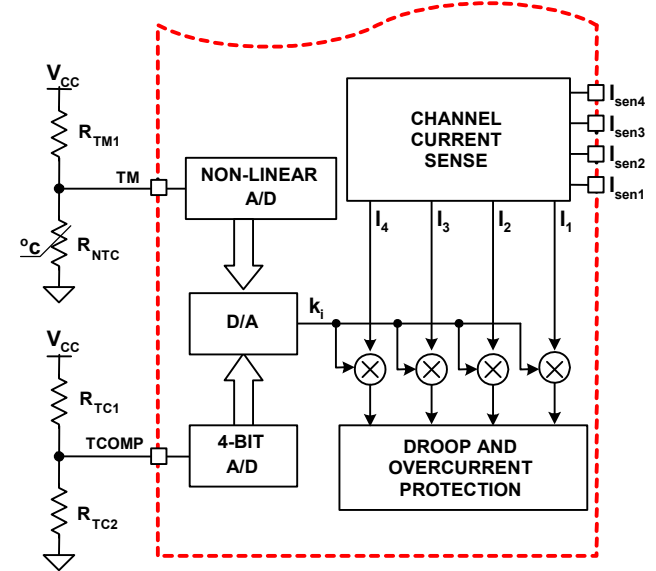 VCC
RTM1
TM
NON-LINEAR
A/D
°C
RNTC
CHANNEL
CURRENT
SENSE
Isen4
Isen3
Isen2
Isen1
I4
I3
I2
I1
D/A
ki
VCC
RTC1
TCOMP
4-BIT
A/D
RTC2
DROOP AND
OVERCURRENT
PROTECTION